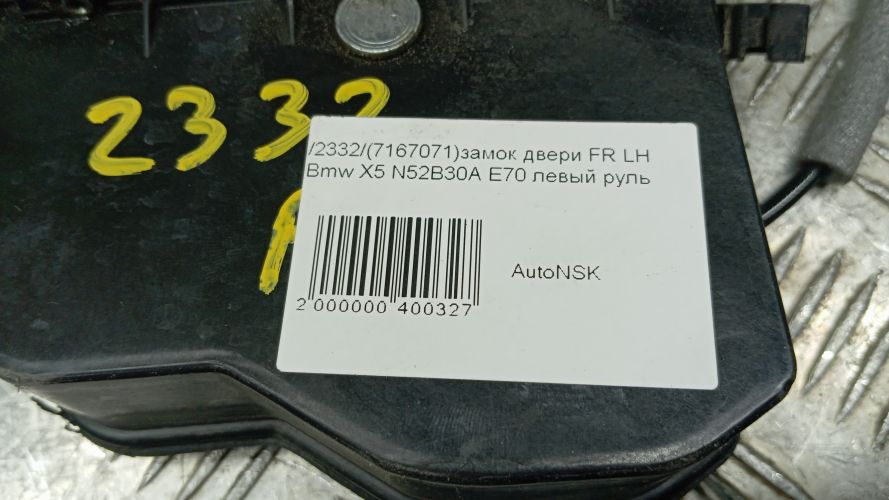 2332
/2332/(7167071)замок двери FR LH
Bmw X5 N52B30A E70 левый руль
AutoNSK
2 000000 400327